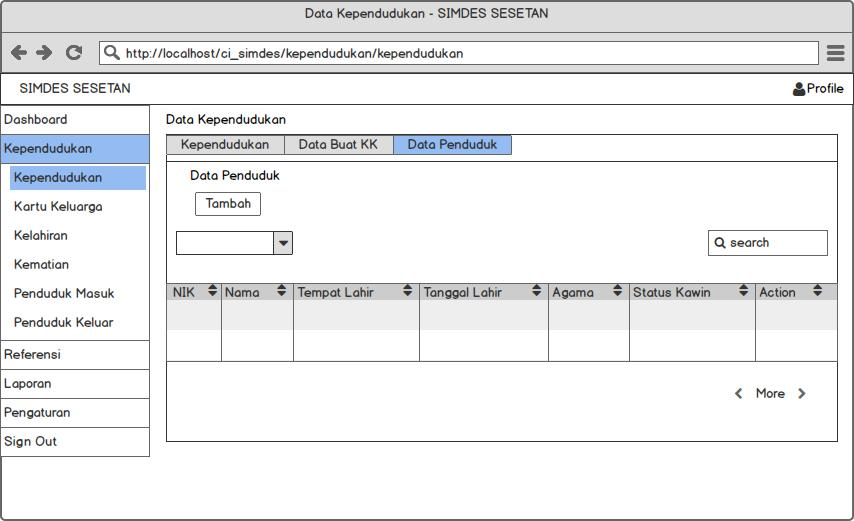 Data Kependudukan - SIMDES SESETAN
http://localhost/ci_simdes/kependudukan/kependudukan
SIMDES SESETAN
Profile
Dashboard
Kependudukan
Kependudukan
Kartu Keluarga
Kelahiran
Kematian
Penduduk Masuk
Penduduk Keluar
Referensi
Laporan
Pengaturan
Sign Out
Data Kependudukan
Kependudukan Data Buat KK Data Penduduk
Data Penduduk
Tambah
search
NIK Nama Tempat Lahir Tanggal Lahir Agama Status Kawin Action
More